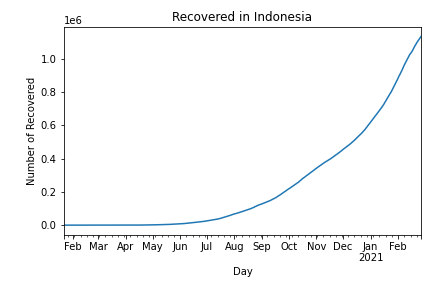 Recovered in Indonesia
1e6
Number of Recovered
1.0
0.8
0.6
0.4
0.2
0.0
Feb Mar Apr May Jun Jul Aug Sep Oct Nov Dec Jan Feb
2021
Day